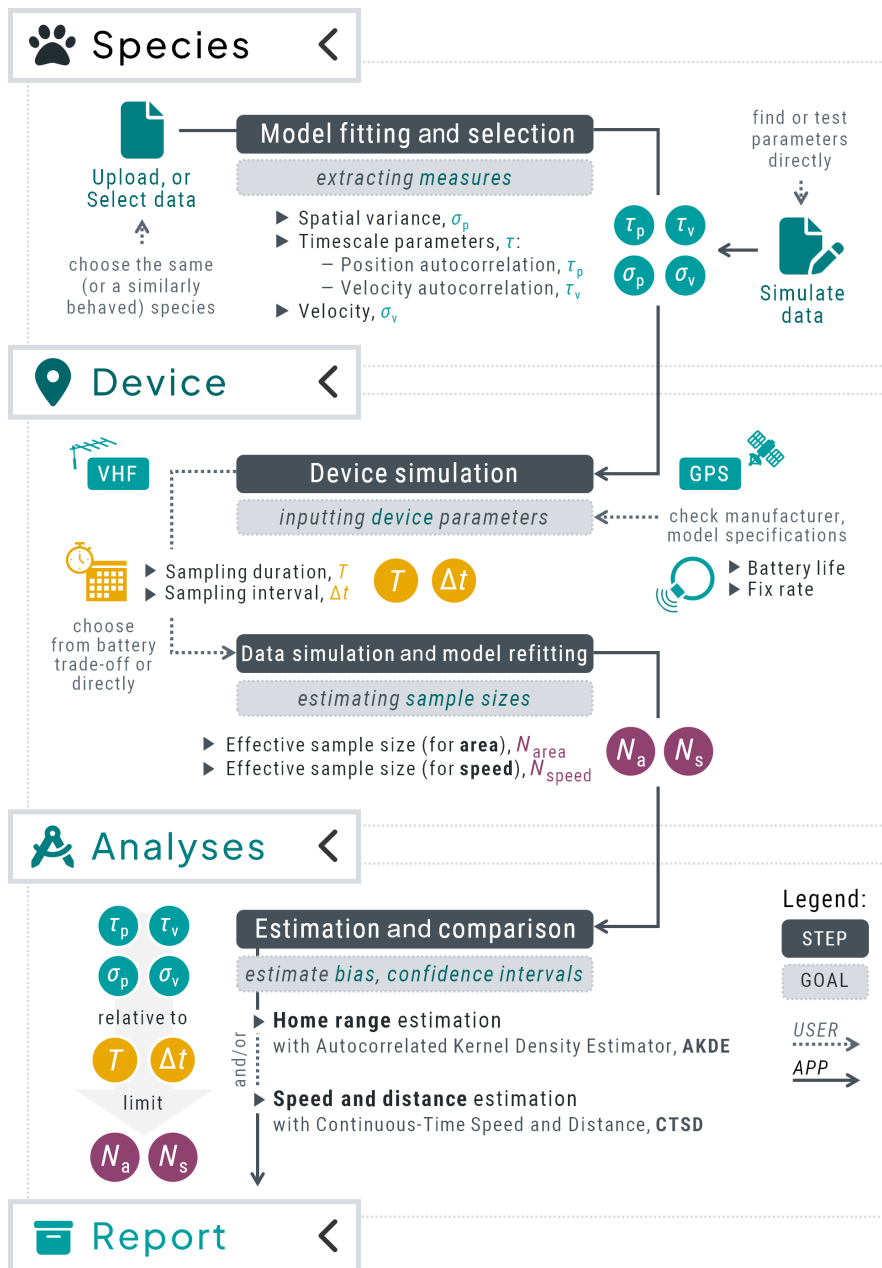 Species
Model fitting and selection
extracting measures
Upload, or
Select data
choose the same
(or a similarly
behaved) species
▶ Spatial variance, σp
▶ Timescale parameters, τ:
– Position autocorrelation, τp
– Velocity autocorrelation, τv
▶ Velocity, σv
τp τv
σp σv
find or test
parameters
directly
Simulate
data
Device
VHF
Device simulation
inputting device parameters
GPS
check manufacturer,
model specifications
▶ Battery life
▶ Fix rate
▶ Sampling duration, T
▶ Sampling interval, Δt
T Δt
choose
from battery
trade-off or
directly
Data simulation and model refitting
estimating sample sizes
▶ Effective sample size (for area), Narea
▶ Effective sample size (for speed), Nspeed
Na Ns
Analyses
τp τv
σp σv
relative to
T Δt
limit
Na Ns
Estimation and comparison
estimate bias, confidence intervals
and/or
▶ Home range estimation
with Autocorrelated Kernel Density Estimator, AKDE
▶ Speed and distance estimation
with Continuous-Time Speed and Distance, CTSD
Legend:
STEP
GOAL
USER
APP
Report